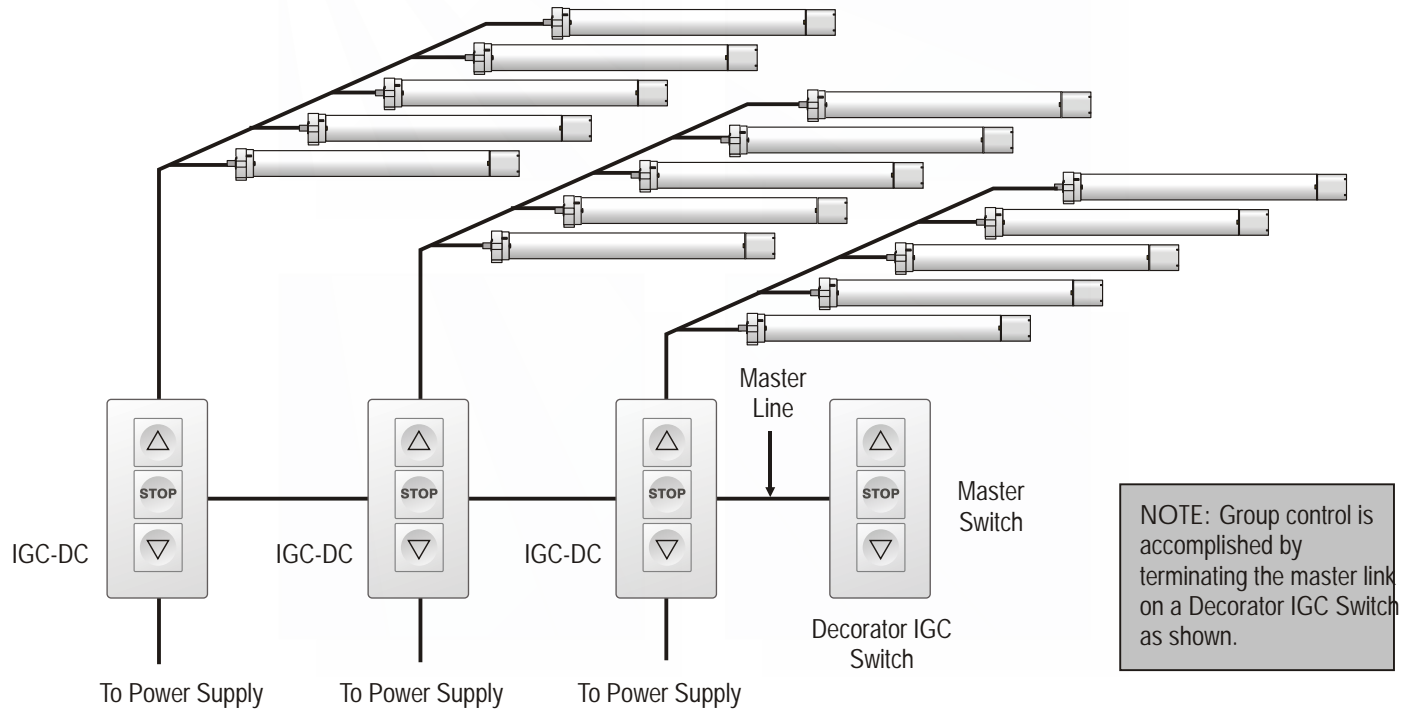 Master
Line
STOP
STOP
STOP
STOP
IGC-DC
IGC-DC
IGC-DC
Master
Switch
Decorator IGC
Switch
To Power Supply
To Power Supply
To Power Supply
NOTE: Group control is
accomplished by
terminating the master link
on a Decorator IGC Switch
as shown.